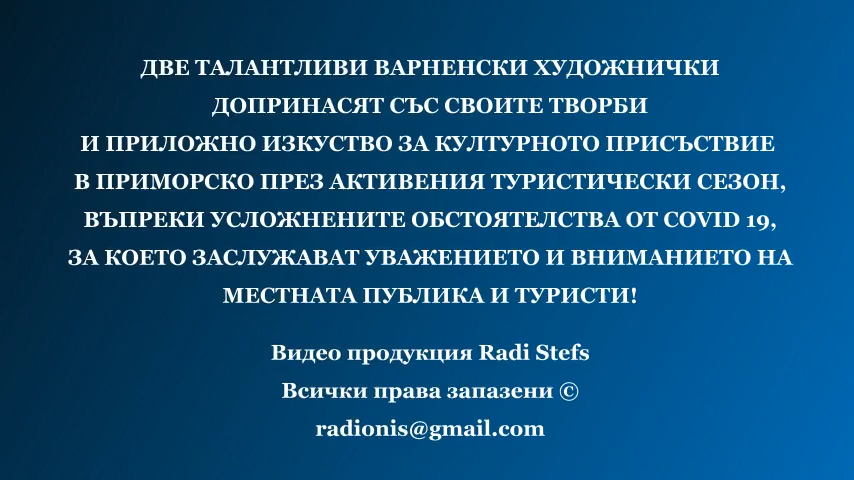 ДВЕ ТАЛАНТЛИВИ ВАРНЕНСКИ ХУДОЖНИЧКИ
ДОПРИНАСЯТ СЪС СВОИТЕ ТВОРБИ
И ПРИЛОЖНО ИЗКУСТВО ЗА КУЛТУРНОТО ПРИСЪСТВИЕ
В ПРИМОРСКО ПРЕЗ АКТИВЕНИЯ ТУРИСТИЧЕСКИ СЕЗОН,
ВЪПРЕКИ УСЛОЖНЕНИТЕ ОБСТОЯТЕЛСТВА ОТ COVID 19,
ЗА КОЕТО ЗАСЛУЖАВАТ УВАЖЕНИЕТО И ВНИМАНИЕТО НА
МЕСТНАТА ПУБЛИКА И ТУРИСТИ!
Видео продукция Radi Stefs
Всички права запазени ©
radionis@gmail.com